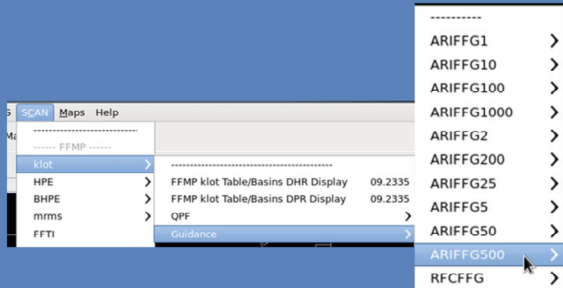 SCAN Maps Help
------ FFMP ------
klot
HPE
BHPE
mrms
FFTI
FFMP klot Table/Basins DHR Display 09.2335
FFMP klot Table/Basins DPR Display 09.2335
QPF
Guidance
ARIFFG1
ARIFFG10
ARIFFG100
ARIFFG1000
ARIFFG2
ARIFFG200
ARIFFG25
ARIFFG5
ARIFFG50
ARIFFG500
RFCFFG